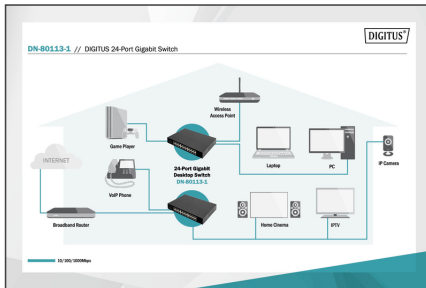 DIGITUS®
DN-80113-1 // DIGITUS 24-Port Gigabit Switch
Wireless
Access Point
Game Player
INTERNET
24-Port Gigabit
Desktop Switch
DN-80113-1
Laptop
PC
IP Camera
VoIP Phone
Broadband Router
Home Cinema
IPTV
10/100/1000Mbps